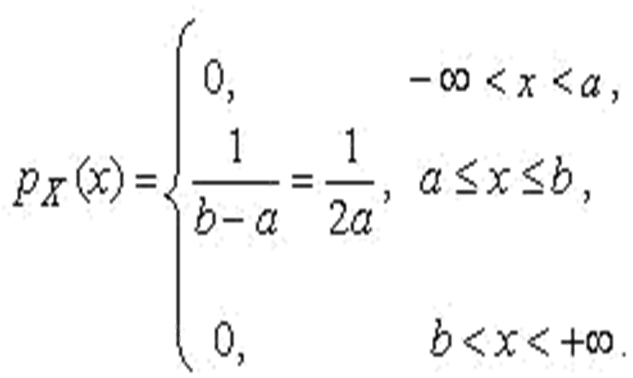 0, −∞ < x < a,
p_X(x) = { 1/(b − a) = 1/(2a), a ≤ x ≤ b,
0, b < x < +∞.